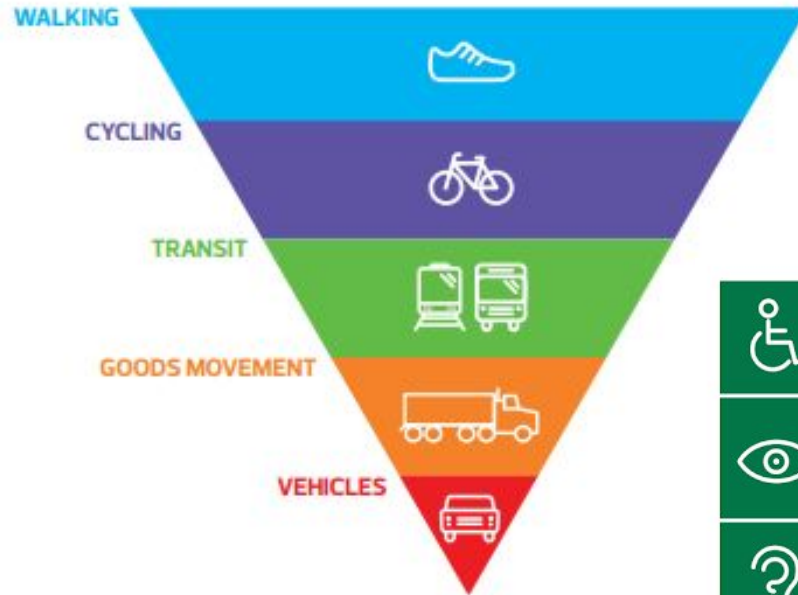 WALKING
CYCLING
TRANSIT
GOODS MOVEMENT
VEHICLES